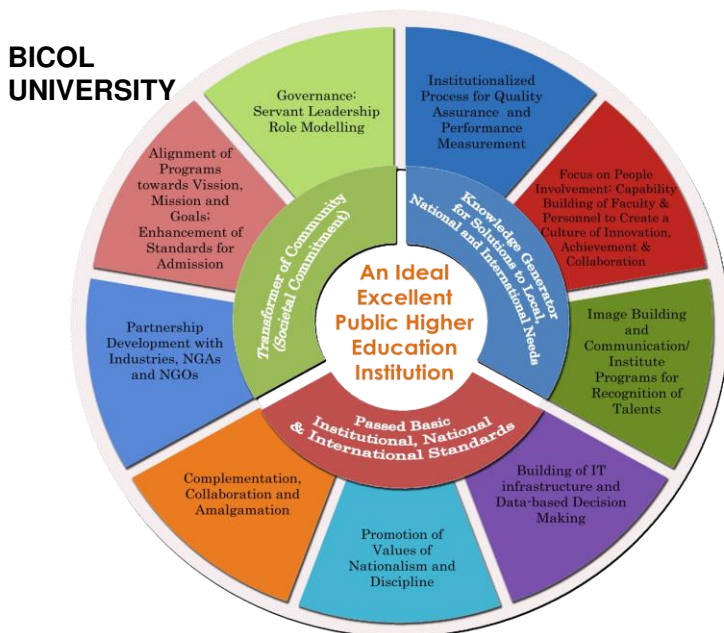 BICOL
UNIVERSITY
Governance:
Servant Leadership
Role Modelling
Institutionalized
Process for Quality
Assurance and
Performance
Measurement
Focus on People
Involvement: Capability
Building of Faculty &
Personnel to Create a
Culture of Innovation,
Achievement &
Collaboration
Image Building
and
Communication/
Institute
Programs for
Recognition of
Talents
Building of IT
infrastructure and
Data-based Decision
Making
Promotion of
Values of
Nationalism and
Discipline
Complementation,
Collaboration and
Amalgamation
Partnership
Development with
Industries, NGAs
and NGOs
Alignment of
Programs
towards Vission,
Mission and
Goals;
Enhancement of
Standards for
Admission
Transformer of Community
(Societal Commitment)
Knowledge Generator
for Solutions to Local,
National and International Needs
Passed Basic
Institutional, National
& International Standards
An Ideal
Excellent
Public Higher
Education
Institution